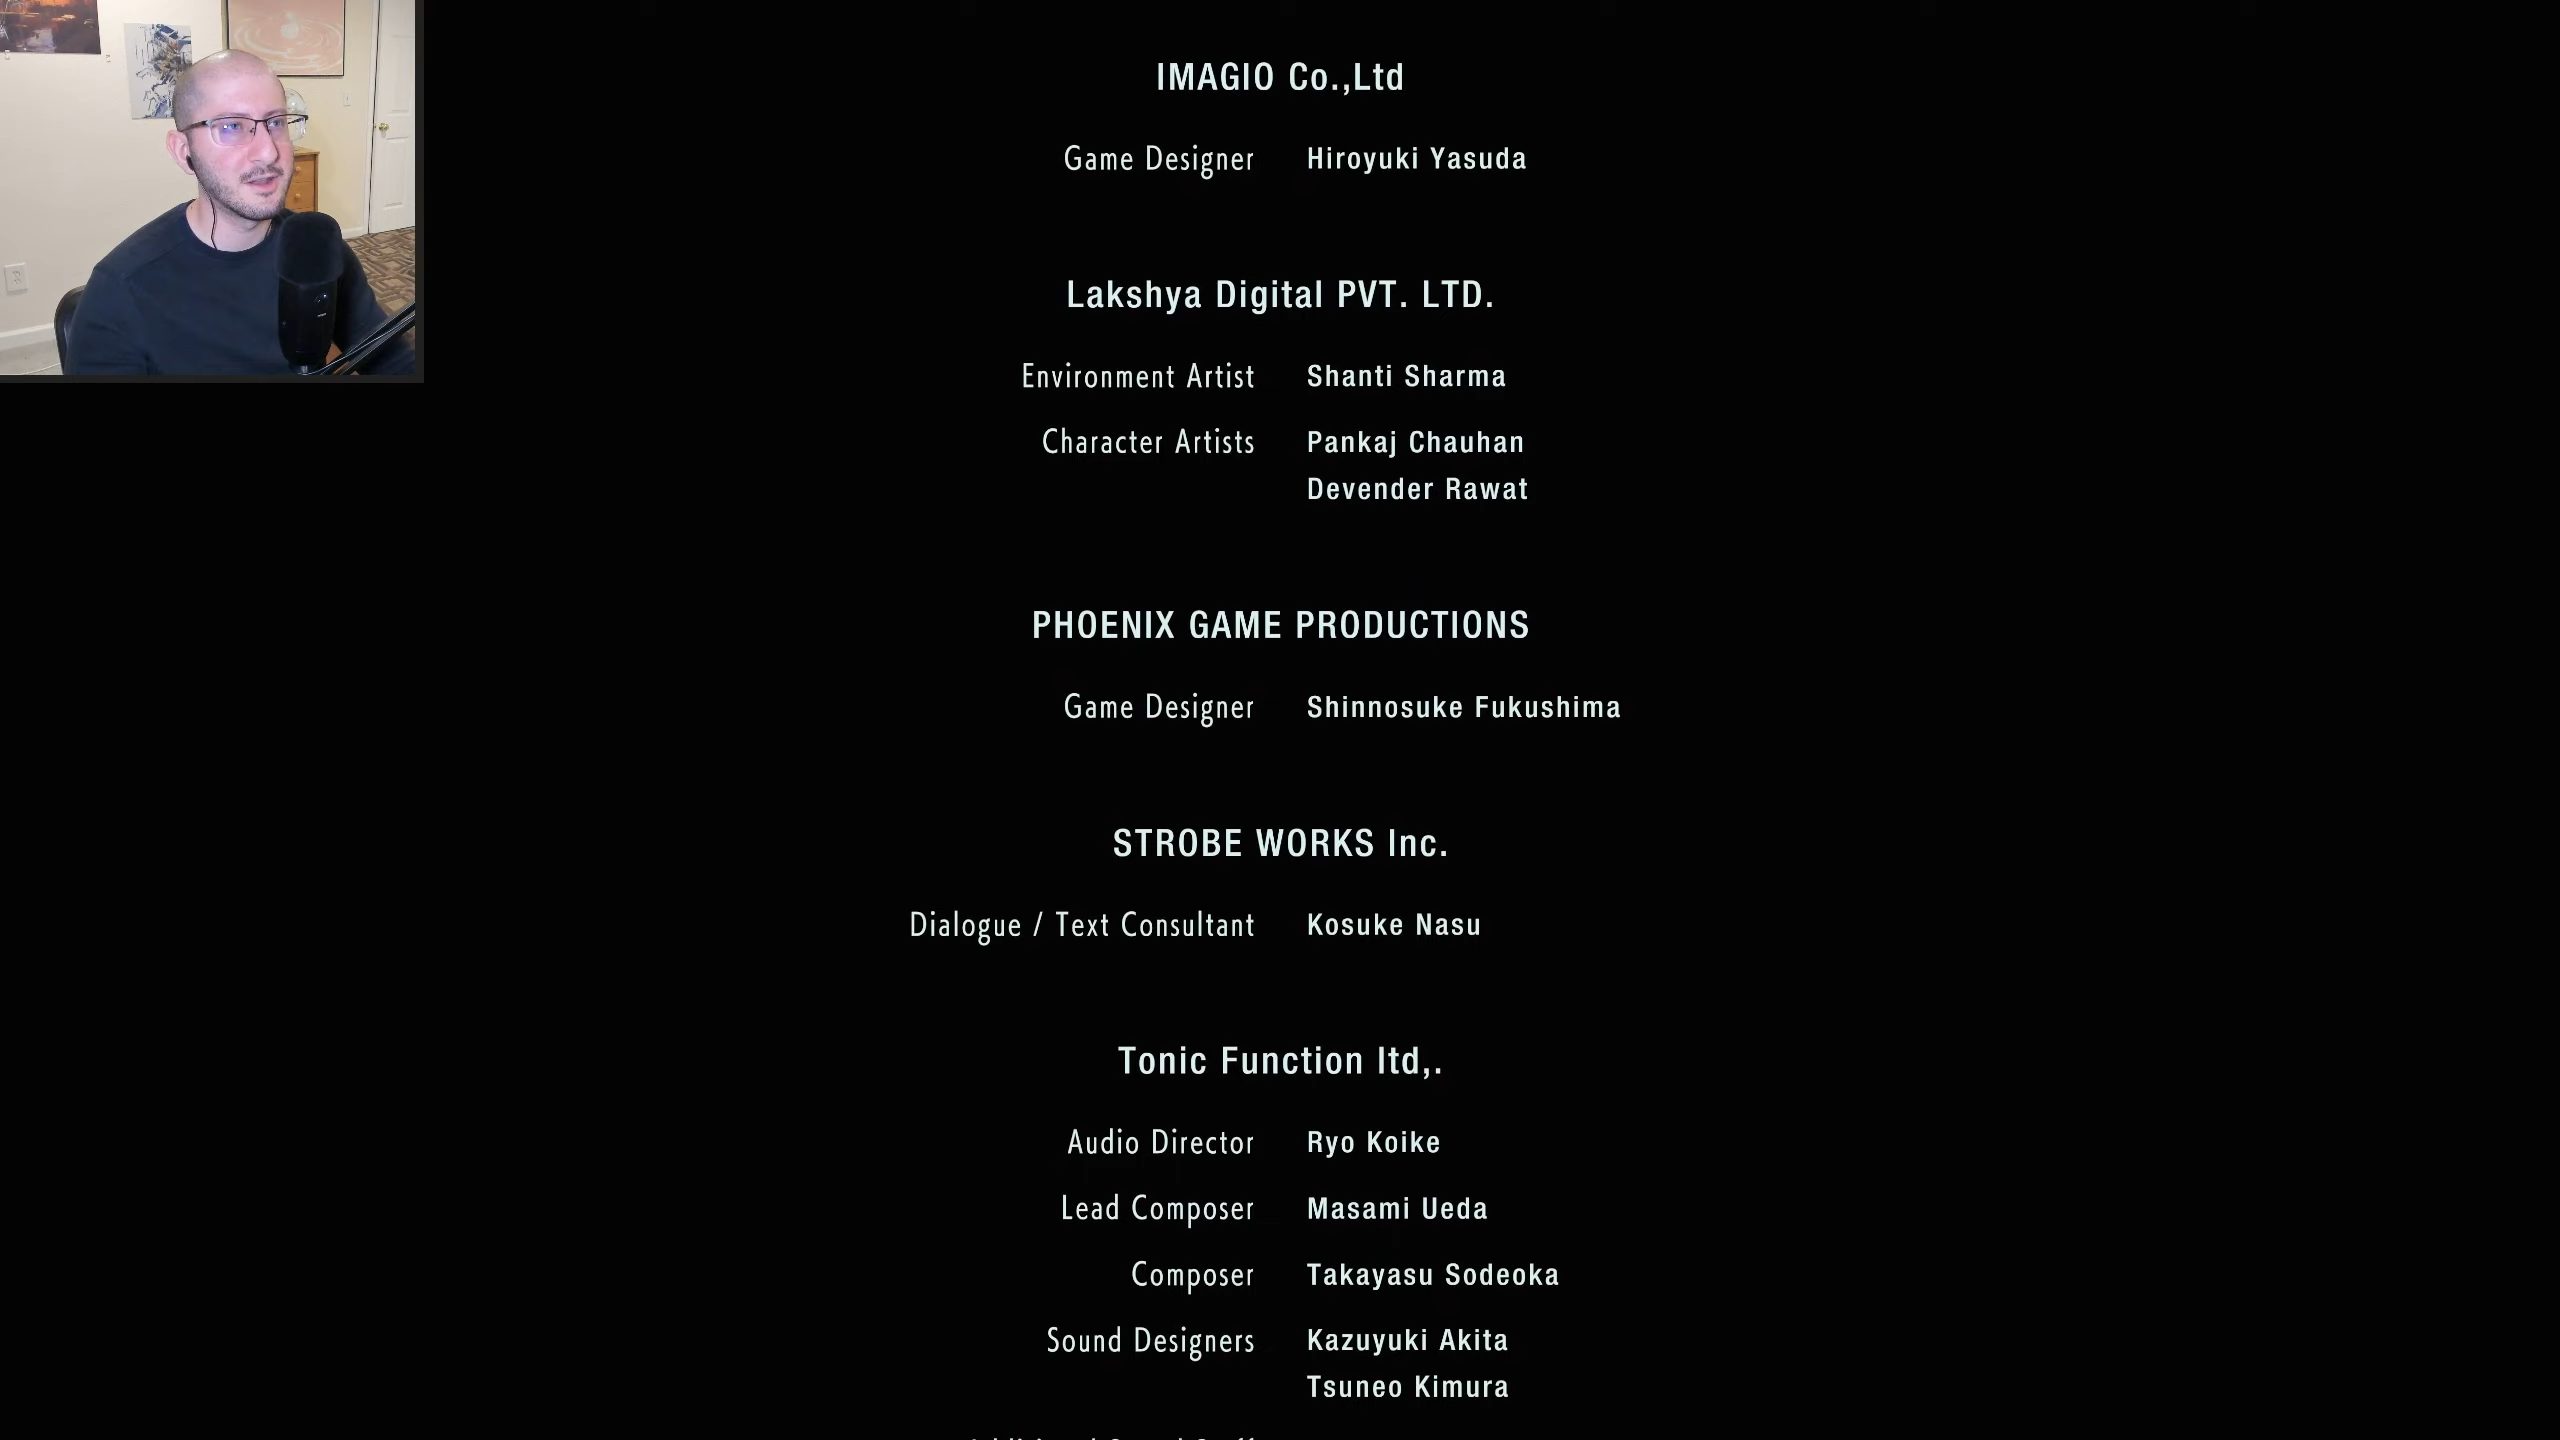 IMAGIO Co.,Ltd
Game Designer Hiroyuki Yasuda
Lakshya Digital PVT. LTD.
Environment Artist Shanti Sharma
Character Artists Pankaj Chauhan
Devender Rawat
PHOENIX GAME PRODUCTIONS
Game Designer Shinnosuke Fukushima
STROBE WORKS Inc.
Dialogue / Text Consultant Kosuke Nasu
Tonic Function ltd,.
Audio Director Ryo Koike
Lead Composer Masami Ueda
Composer Takayasu Sodeoka
Sound Designers Kazuyuki Akita
Tsuneo Kimura